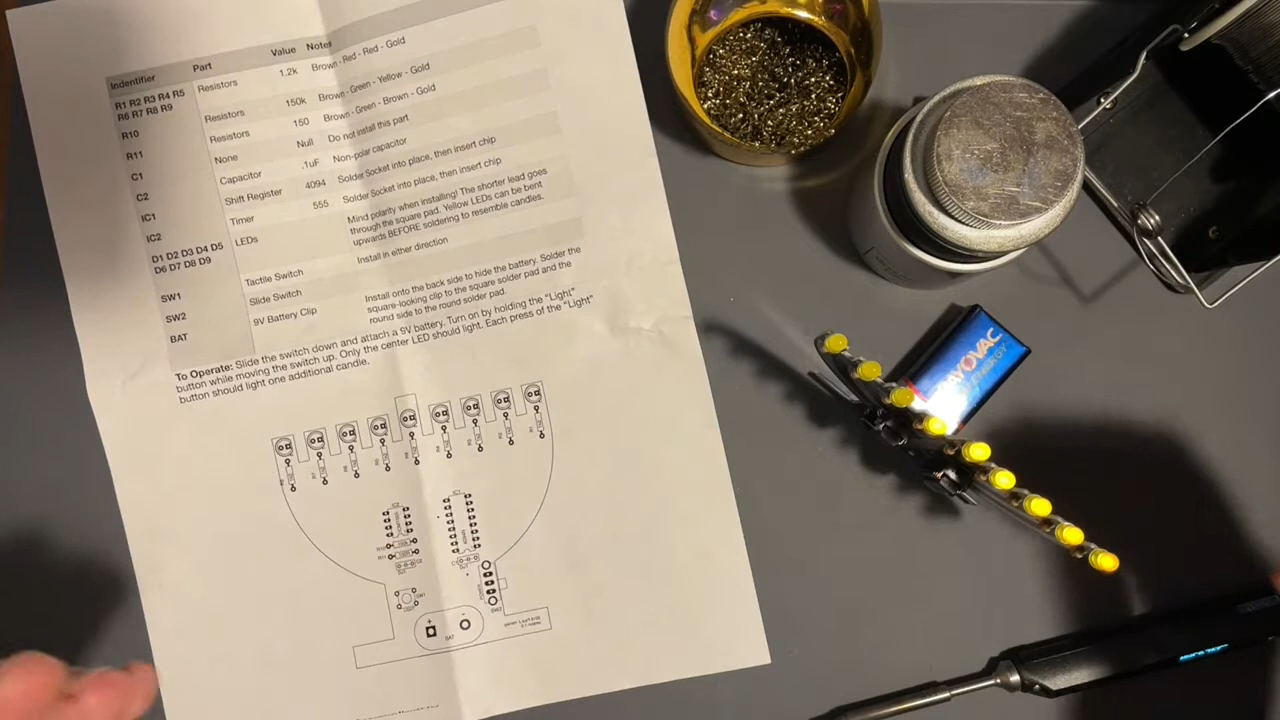 Indentifier Part Value Notes
R1 R2 R3 R4 R5 Resistors 1.2k Brown - Red - Red - Gold
R6 R7 R8 R9
R10 Resistors 150k Brown - Green - Yellow - Gold
R11 Resistors 150 Brown - Green - Brown - Gold
C1 None Null Do not install this part
C2 Capacitor .1uF Non-polar capacitor
IC1 Shift Register 4094 Solder Socket into place, then insert chip
IC2 Timer 555 Solder Socket into place, then insert chip
D1 D2 D3 D4 D5 LEDs Mind polarity when installing! The shorter lead goes
D6 D7 D8 D9 through the square pad. Yellow LEDs can be bent
upwards BEFORE soldering to resemble candles.
SW1 Tactile Switch Install in either direction
SW2 Slide Switch
BAT 9V Battery Clip Install onto the back side to hide the battery. Solder the
square-looking clip to the square solder pad and the
round side to the round solder pad.
To Operate: Slide the switch down and attach a 9V battery. Turn on by holding the "Light"
button while moving the switch up. Only the center LED should light. Each press of the "Light"
button should light one additional candle.
IC2
IC1
R10
R11
C2
SW1
BAT
+
-
RAYOVAC